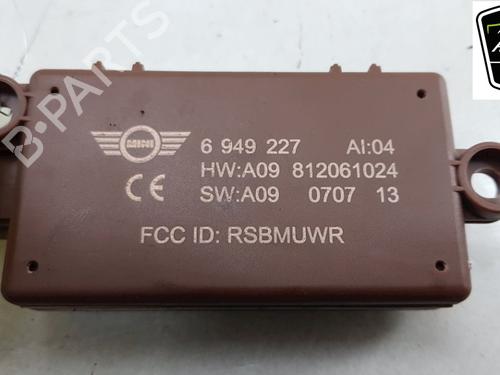 B-PARTS
MINI 6 949 227 AI:04
HW:A09 812061024
CE SW:A09 0707 13
FCC ID: RSBMUWR